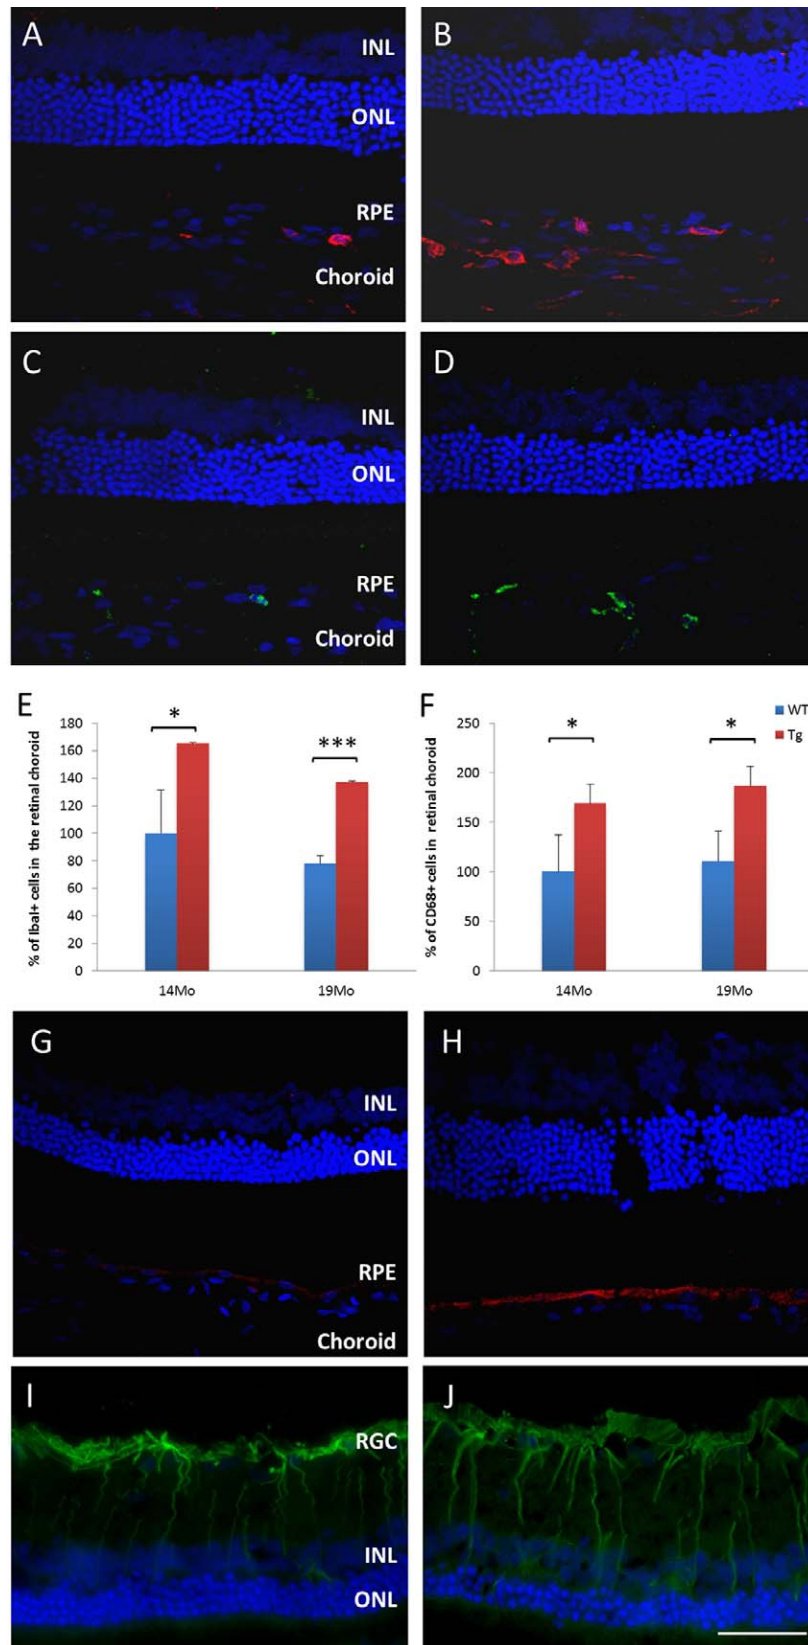 A
INL
ONL
RPE
Choroid
B
C
INL
ONL
RPE
Choroid
D
E
% of IbaI+ cells in the retinal choroid
180
160
140
120
100
80
60
40
20
0
*
***
14Mo
19Mo
F
% of CD68+ cells in retinal choroid
250
200
150
100
50
0
*
*
14Mo
19Mo
WT
Tg
G
INL
ONL
RPE
Choroid
H
I
RGC
INL
ONL
J